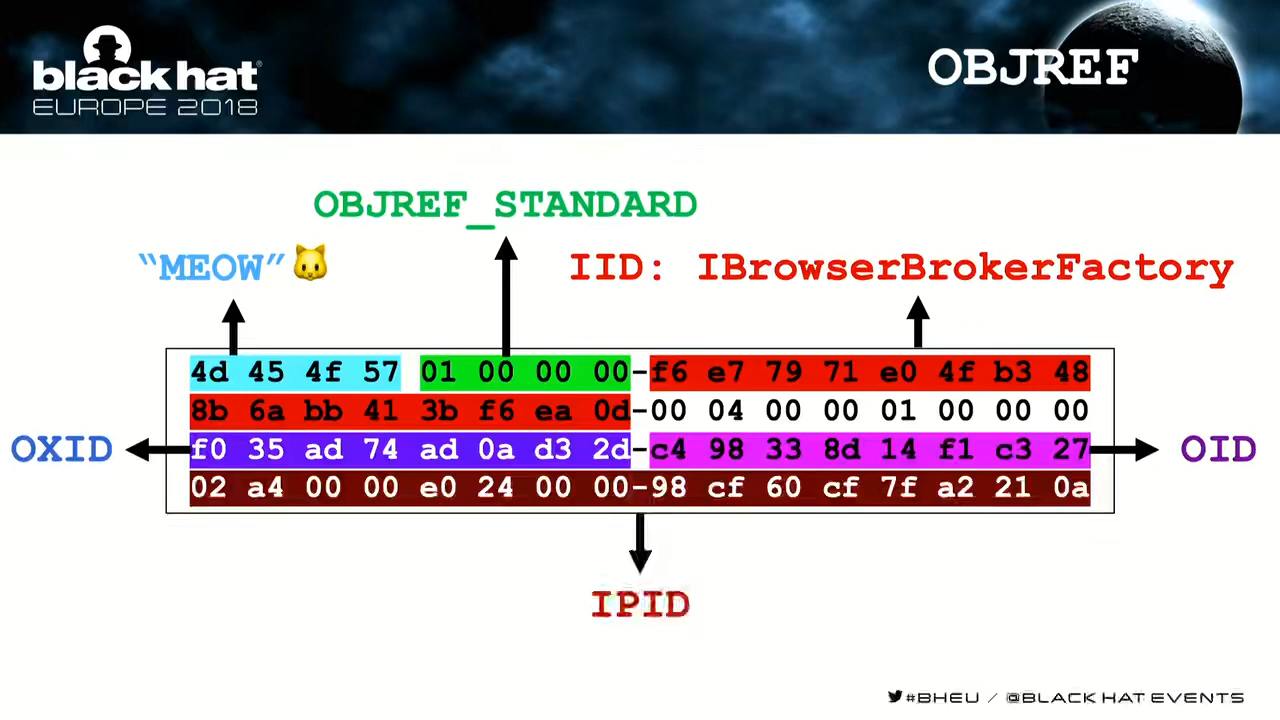 black hat
EUROPE 2018
OBJREF
OBJREF_STANDARD
“MEOW”🐱
IID: IBrowserBrokerFactory
4d 45 4f 57 01 00 00 00-f6 e7 79 71 e0 4f b3 48
8b 6a bb 41 3b f6 ea 0d-00 04 00 00 01 00 00 00
OXID
f0 35 ad 74 ad 0a d3 2d-c4 98 33 8d 14 f1 c3 27
OID
02 a4 00 00 e0 24 00 00-98 cf 60 cf 7f a2 21 0a
IPID
#BHEU / @BLACK HAT EVENTS